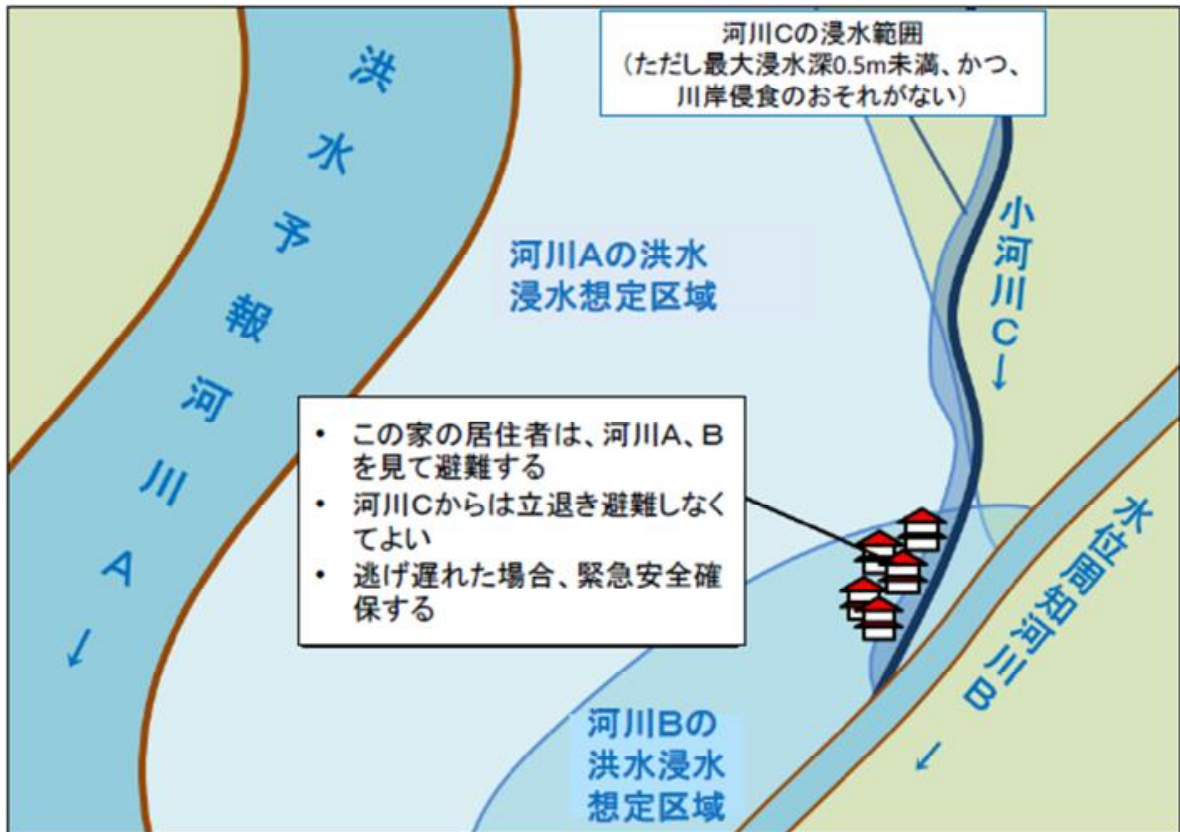 河川Cの浸水範囲
（ただし最大浸水深0.5m未満、かつ、
川岸侵食のおそれがない）
洪水予報河川A↓
河川Aの洪水
浸水想定区域
小河川C↓
• この家の居住者は、河川A、B
を見て避難する
• 河川Cからは立退き避難しなく
てよい
• 逃げ遅れた場合、緊急安全確
保する
水位周知河川B↓
河川Bの
洪水浸水
想定区域